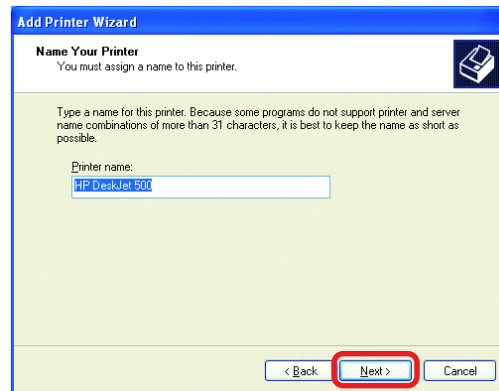 Add Printer Wizard
Name Your Printer
You must assign a name to this printer.
Type a name for this printer. Because some programs do not support printer and server
name combinations of more than 31 characters, it is best to keep the name as short as
possible.
Printer name:
HP DeskJet 500
< Back Next > Cancel